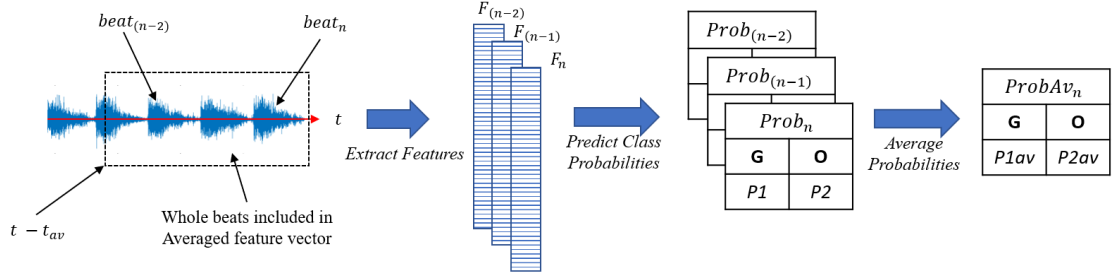 beat(n−2)
beatn
t
t − tav
Whole beats included in
Averaged feature vector
Extract Features
F(n−2)
F(n−1)
Fn
Predict Class
Probabilities
Prob(n−2)
Prob(n−1)
Probn
G O
P1 P2
Average
Probabilities
ProbAvn
G O
P1av P2av